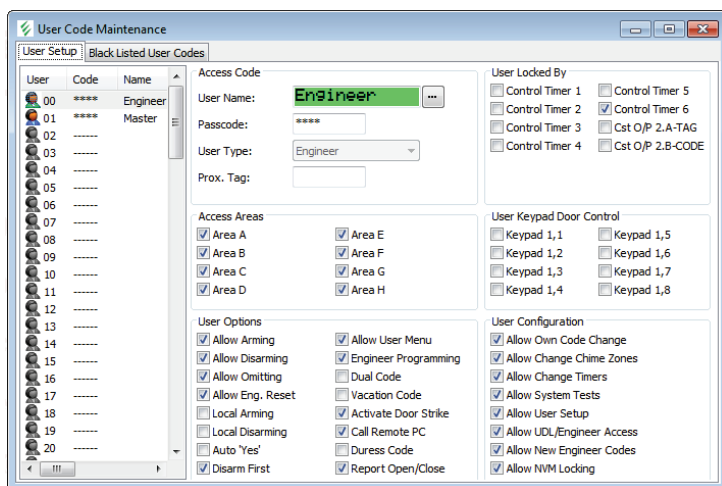 User Code Maintenance
User Setup Black Listed User Codes
User Code Name
00 **** Engineer
01 **** Master
02 ------
03 ------
04 ------
05 ------
06 ------
07 ------
08 ------
09 ------
10 ------
11 ------
12 ------
13 ------
14 ------
15 ------
16 ------
17 ------
18 ------
19 ------
20 ------
Access Code
User Name: Engineer ...
Passcode: ****
User Type: Engineer
Prox. Tag:
User Locked By
Control Timer 1 Control Timer 5
Control Timer 2 Control Timer 6
Control Timer 3 Cst O/P 2.A-TAG
Control Timer 4 Cst O/P 2.B-CODE
Access Areas
Area A Area E
Area B Area F
Area C Area G
Area D Area H
User Keypad Door Control
Keypad 1,1 Keypad 1,5
Keypad 1,2 Keypad 1,6
Keypad 1,3 Keypad 1,7
Keypad 1,4 Keypad 1,8
User Options
Allow Arming Allow User Menu
Allow Disarming Engineer Programming
Allow Omitting Dual Code
Allow Eng. Reset Vacation Code
Local Arming Activate Door Strike
Local Disarming Call Remote PC
Auto 'Yes' Duress Code
Disarm First Report Open/Close
User Configuration
Allow Own Code Change
Allow Change Chime Zones
Allow Change Timers
Allow System Tests
Allow User Setup
Allow UDL/Engineer Access
Allow New Engineer Codes
Allow NVM Locking